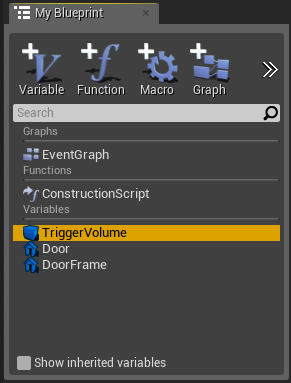 My Blueprint
Variable Function Macro Graph
Search
Graphs
EventGraph
Functions
ConstructionScript
Variables
TriggerVolume
Door
DoorFrame
Show inherited variables